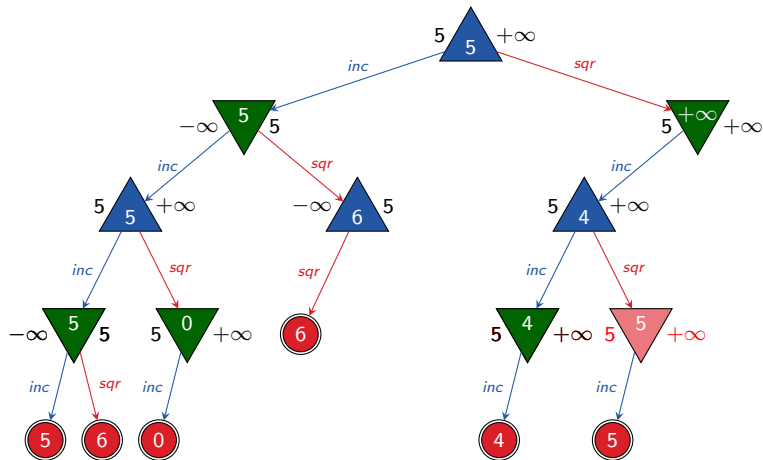 5 5 +∞
inc sqr
−∞ 5 5
5 +∞ +∞
inc sqr inc
5 5 +∞
−∞ 6 5
5 4 +∞
inc sqr sqr inc sqr
−∞ 5 5
5 0 +∞
6
5 4 +∞
5 5 +∞
inc sqr inc inc inc
5 6 0 4 5